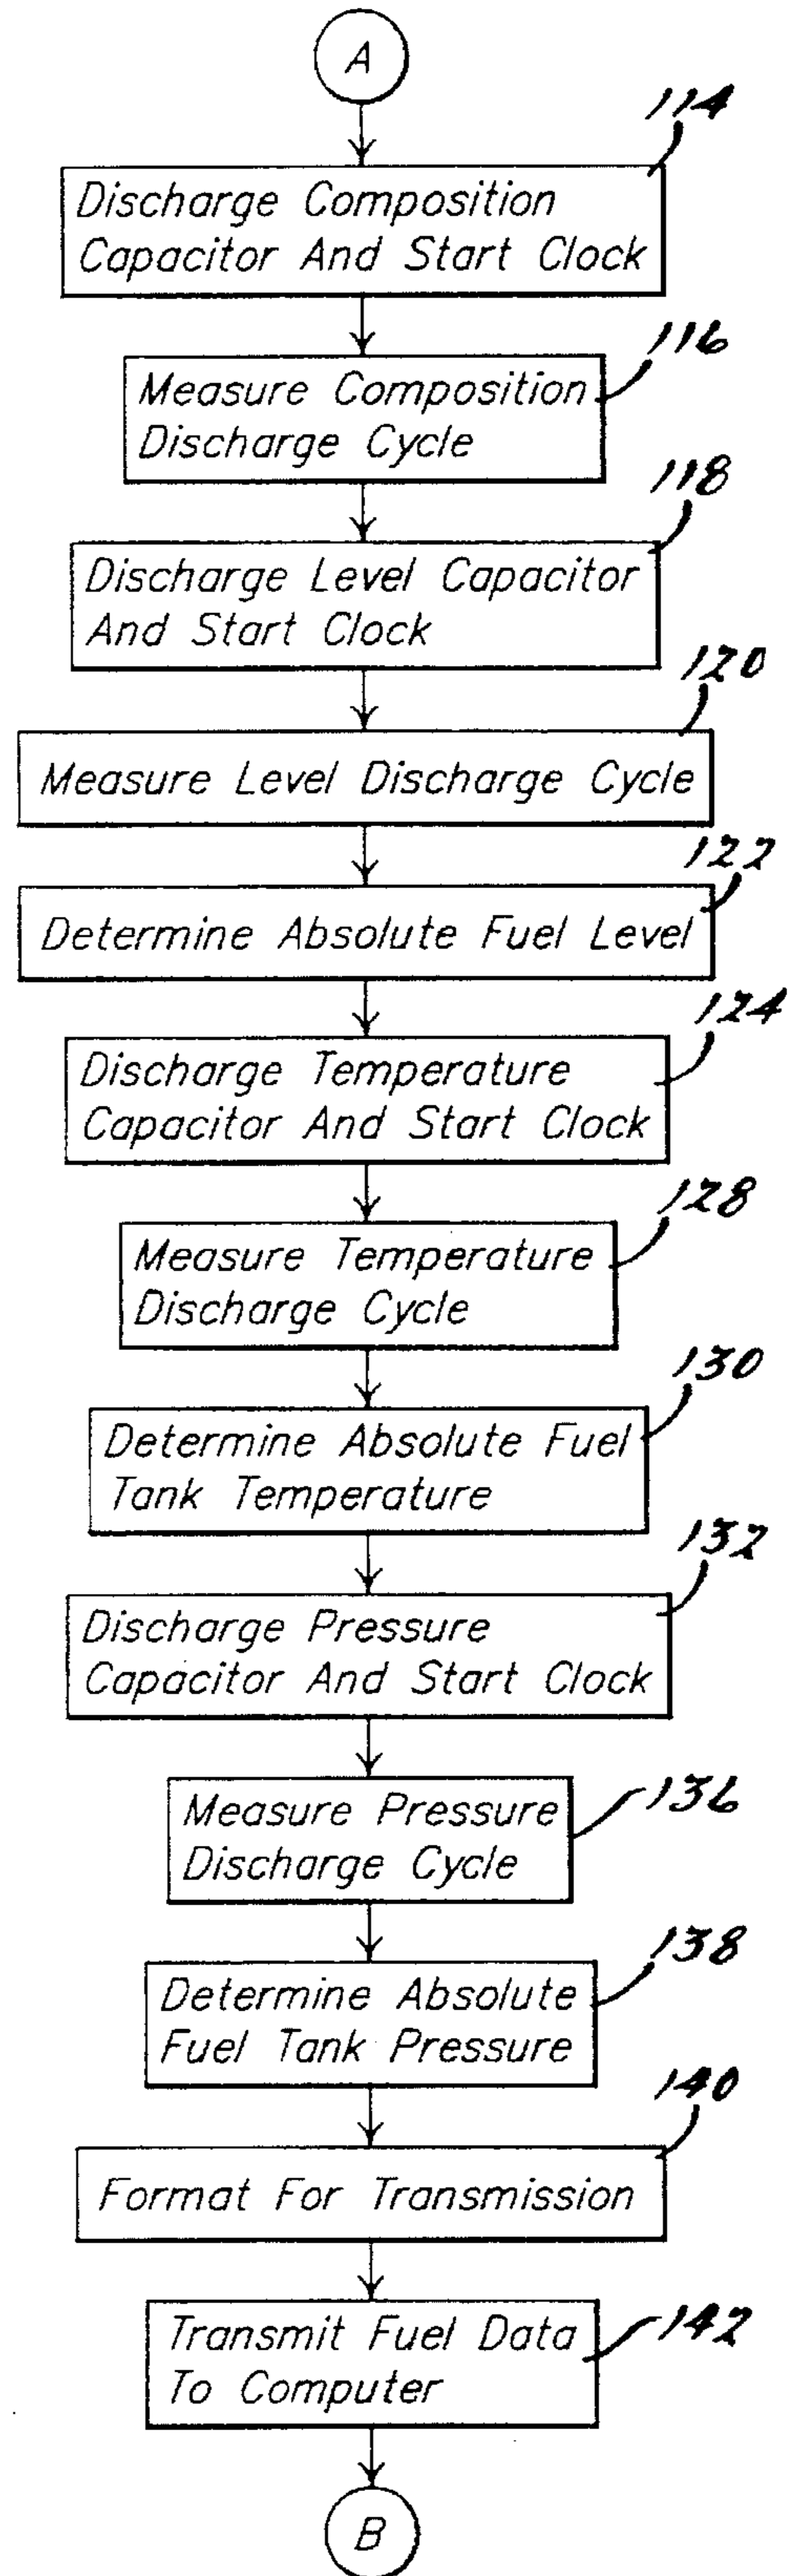 A
114
Discharge Composition
Capacitor And Start Clock
116
Measure Composition
Discharge Cycle
118
Discharge Level Capacitor
And Start Clock
120
Measure Level Discharge Cycle
122
Determine Absolute Fuel Level
124
Discharge Temperature
Capacitor And Start Clock
128
Measure Temperature
Discharge Cycle
130
Determine Absolute Fuel
Tank Temperature
132
Discharge Pressure
Capacitor And Start Clock
136
Measure Pressure
Discharge Cycle
138
Determine Absolute
Fuel Tank Pressure
140
Format For Transmission
142
Transmit Fuel Data
To Computer
B